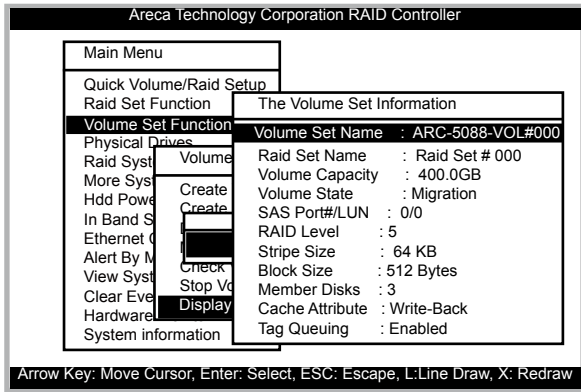 Areca Technology Corporation RAID Controller
Main Menu
Quick Volume/Raid Setup
Raid Set Function
Volume Set Function
Physical Drives
Raid Syst
More Syst
Hdd Powe
In Band S
Ethernet
Alert By M
View Syst
Clear Eve
Hardware
System information
Volume
Create
Create
Check
Stop Vo
Display
The Volume Set Information
Volume Set Name : ARC-5088-VOL#000
Raid Set Name : Raid Set # 000
Volume Capacity : 400.0GB
Volume State : Migration
SAS Port#/LUN : 0/0
RAID Level : 5
Stripe Size : 64 KB
Block Size : 512 Bytes
Member Disks : 3
Cache Attribute : Write-Back
Tag Queuing : Enabled
Arrow Key: Move Cursor, Enter: Select, ESC: Escape, L:Line Draw, X: Redraw